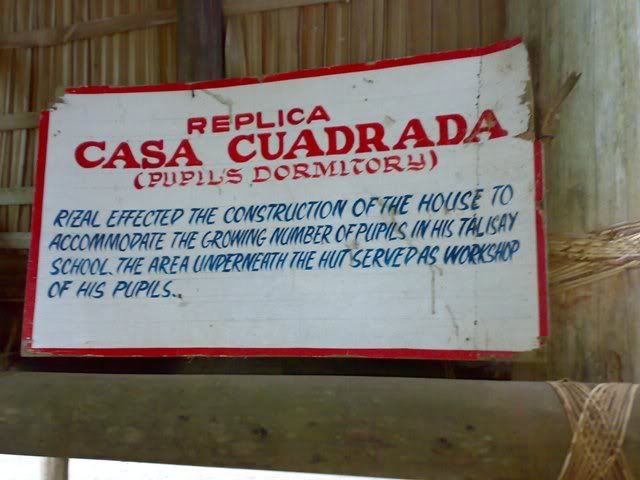 REPLICA
CASA CUADRADA
(PUPIL'S DORMITORY)
RIZAL EFFECTED THE CONSTRUCTION OF THE HOUSE TO
ACCOMMODATE THE GROWING NUMBER OF PUPILS IN HIS TALISAY
SCHOOL. THE AREA UNDERNEATH THE HUT SERVED AS WORKSHOP
OF HIS PUPILS.